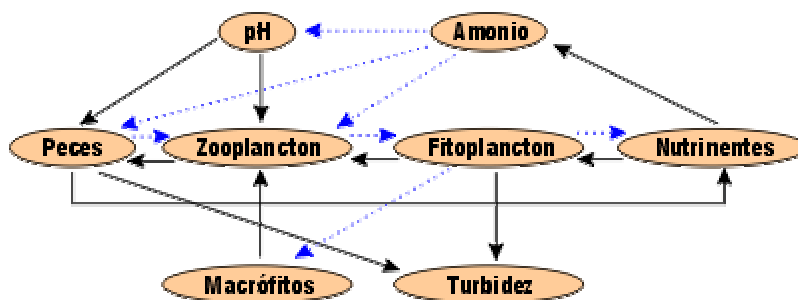 pH
Amonio
Peces
Zooplancton
Fitoplancton
Nutrinentes
Macrófitos
Turbidez